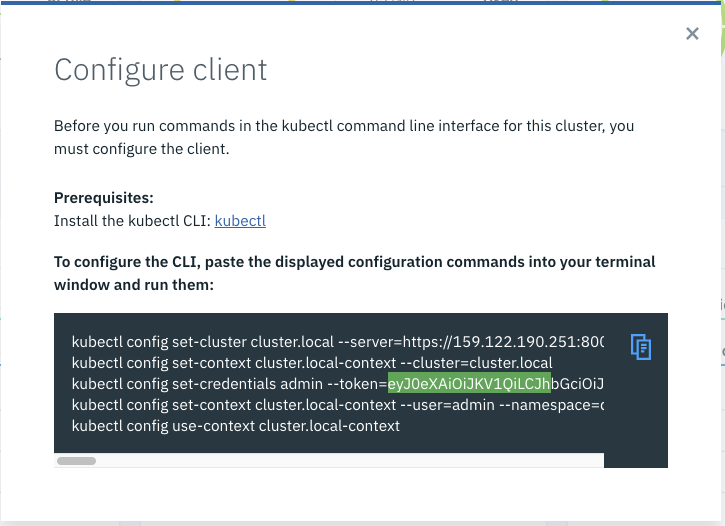 Configure client
Before you run commands in the kubectl command line interface for this cluster, you
must configure the client.
Prerequisites:
Install the kubectl CLI: kubectl
To configure the CLI, paste the displayed configuration commands into your terminal
window and run them:
kubectl config set-cluster cluster.local --server=https://159.122.190.251:800
kubectl config set-context cluster.local-context --cluster=cluster.local
kubectl config set-credentials admin --token=eyJ0eXAiOiJKV1QiLCJhbGciOiJ
kubectl config set-context cluster.local-context --user=admin --namespace=
kubectl config use-context cluster.local-context